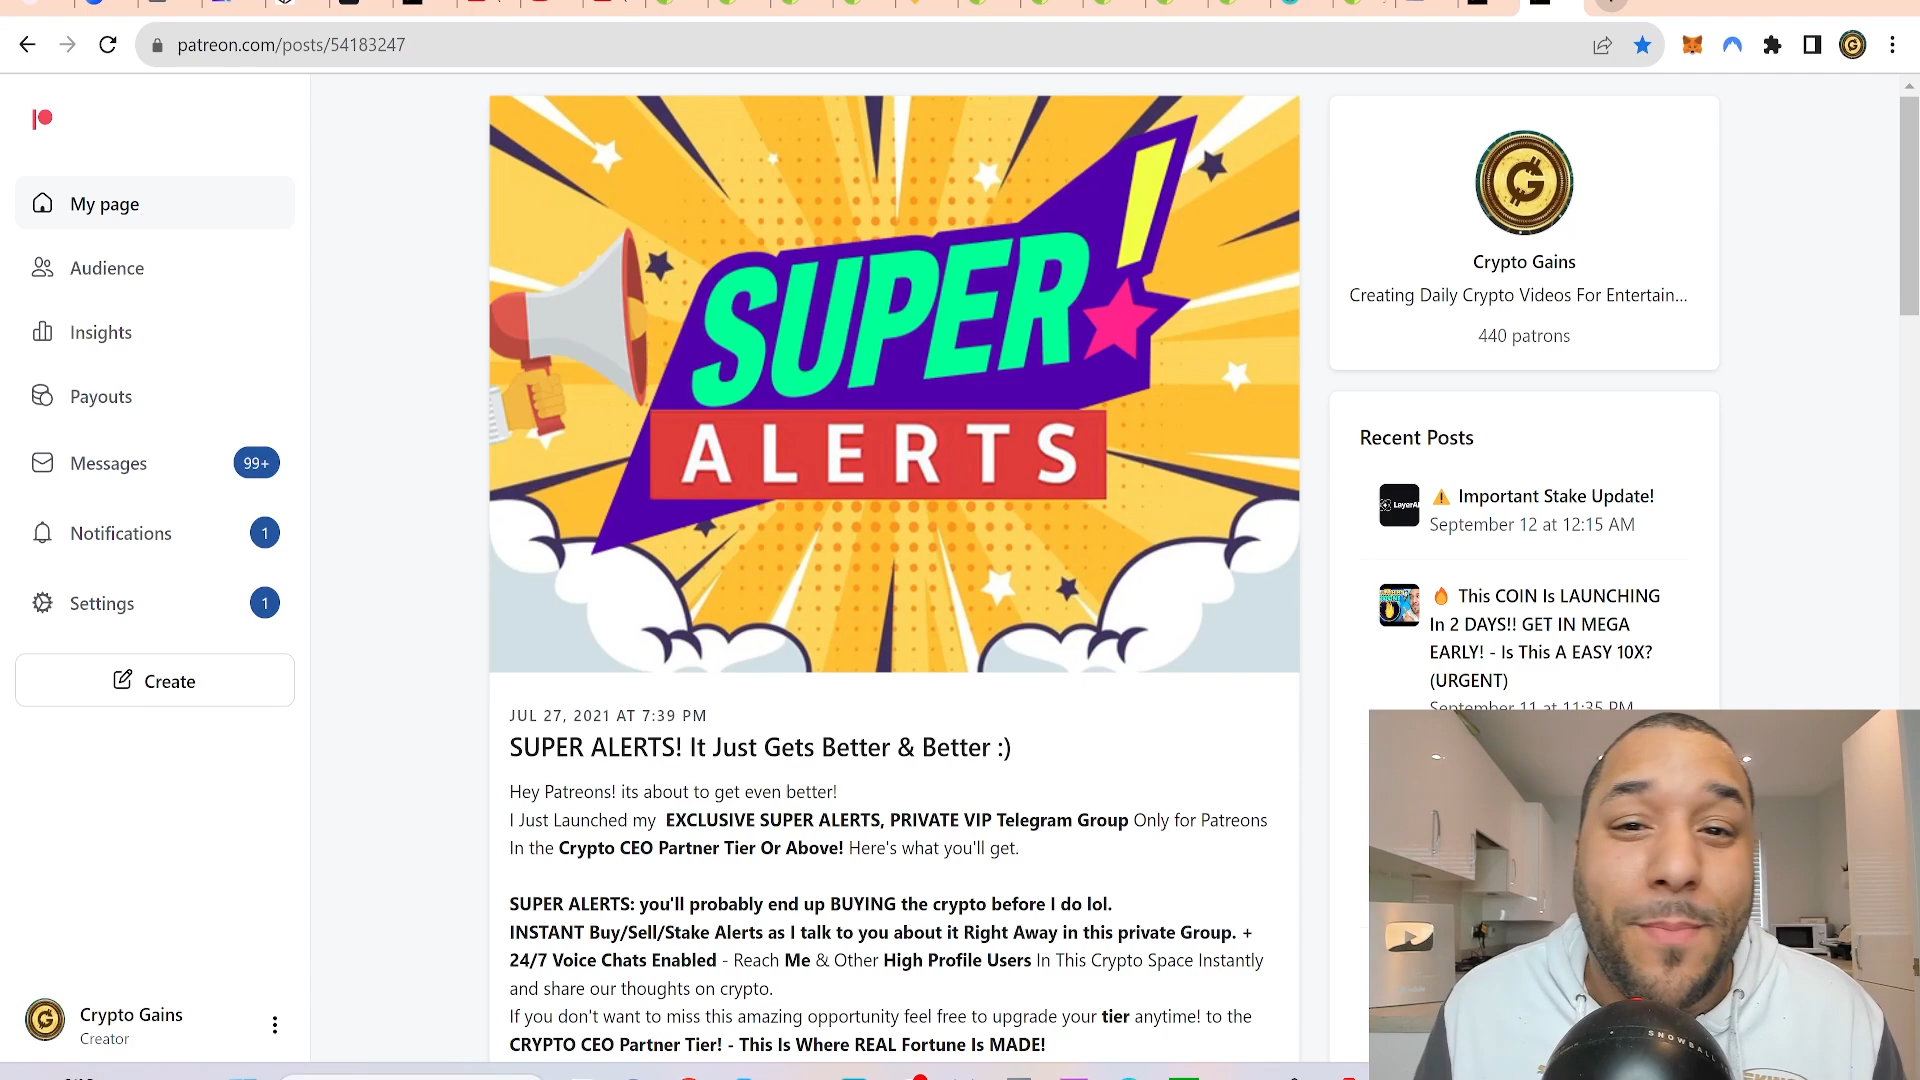 patreon.com/posts/54183247
My page
Audience
Insights
Payouts
Messages
99+
Notifications
1
Settings
1
Create
Crypto Gains
Creator
SUPER!
ALERTS
JUL 27, 2021 AT 7:39 PM
SUPER ALERTS! It Just Gets Better & Better :)
Hey Patreons! its about to get even better!
I Just Launched my EXCLUSIVE SUPER ALERTS, PRIVATE VIP Telegram Group Only for Patreons
In the Crypto CEO Partner Tier Or Above! Here's what you'll get.
SUPER ALERTS: you'll probably end up BUYING the crypto before I do lol.
INSTANT Buy/Sell/Stake Alerts as I talk to you about it Right Away in this private Group. +
24/7 Voice Chats Enabled - Reach Me & Other High Profile Users In This Crypto Space Instantly
and share our thoughts on crypto.
If you don't want to miss this amazing opportunity feel free to upgrade your tier anytime! to the
CRYPTO CEO Partner Tier! - This Is Where REAL Fortune Is MADE!
Crypto Gains
Creating Daily Crypto Videos For Entertain...
440 patrons
Recent Posts
LayerAI
⚠️ Important Stake Update!
September 12 at 12:15 AM
🔥 This COIN Is LAUNCHING
In 2 DAYS!! GET IN MEGA
EARLY! - Is This A EASY 10X?
(URGENT)
September 11 at 11:35 PM
SNOWBALL